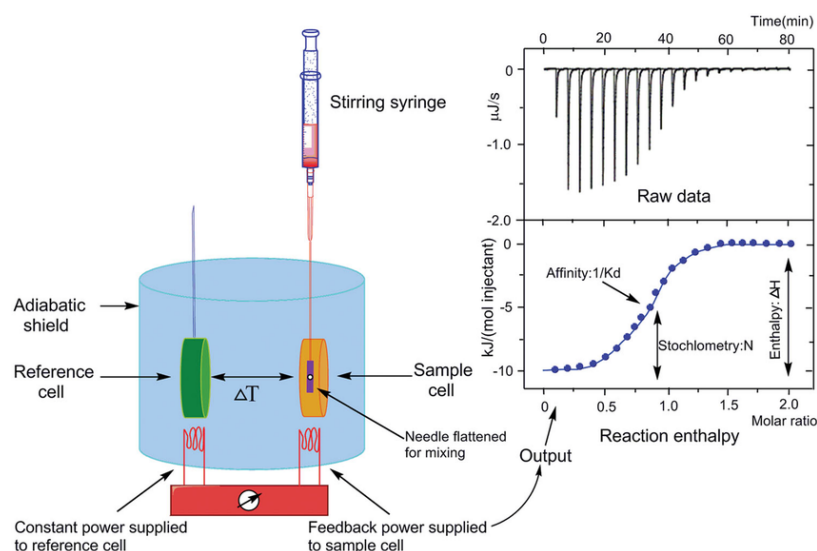 Stirring syringe
Adiabatic
shield
Reference
cell
ΔT
Sample
cell
Needle flattened
for mixing
Constant power supplied
to reference cell
Feedback power supplied
to sample cell
Output
Time(min)
0 20 40 60 80
0
-1.0
-2.0
μJ/s
Raw data
0
-5
-10
kJ/(mol injectant)
Affinity:1/Kd
Stochlometry:N
Enthalpy: ΔH
0 0.5 1.0 1.5 2.0
Molar ratio
Reaction enthalpy